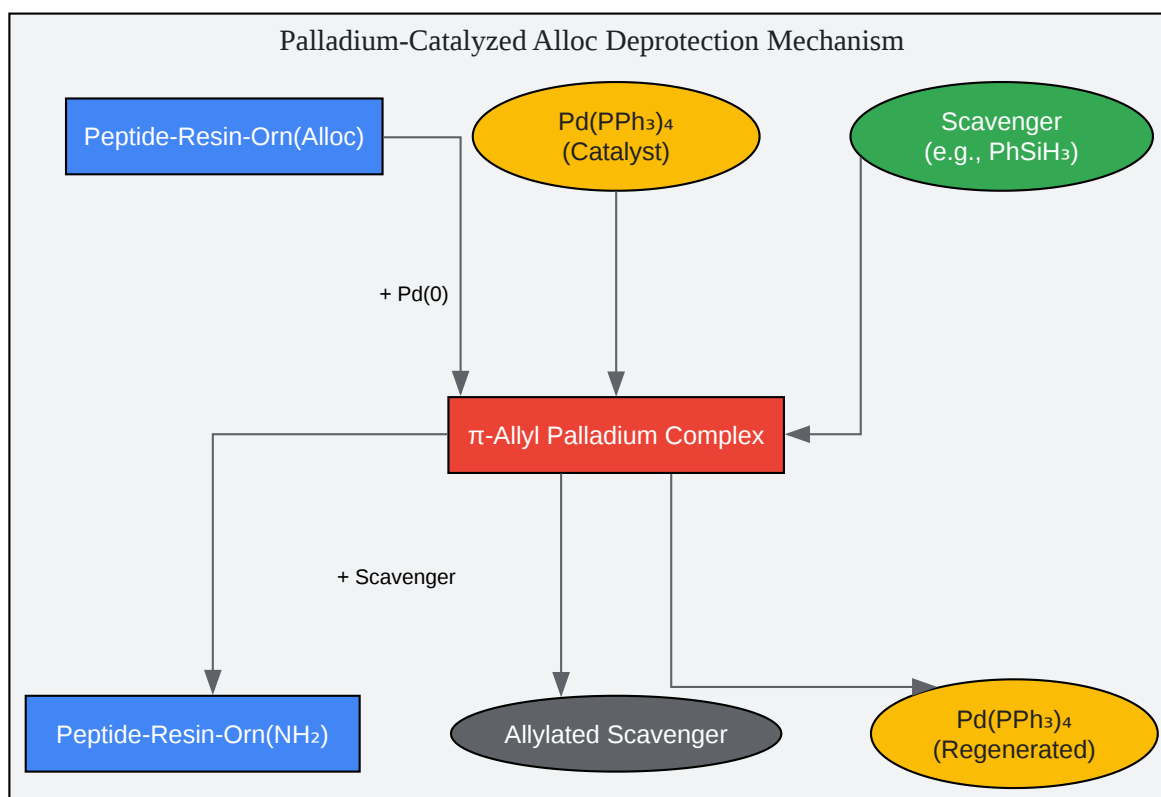 Palladium-Catalyzed Alloc Deprotection Mechanism
Peptide-Resin-Orn(Alloc)
Pd(PPh₃)₄
(Catalyst)
Scavenger
(e.g., PhSiH₃)
+ Pd(0)
π-Allyl Palladium Complex
+ Scavenger
Peptide-Resin-Orn(NH₂)
Allylated Scavenger
Pd(PPh₃)₄
(Regenerated)